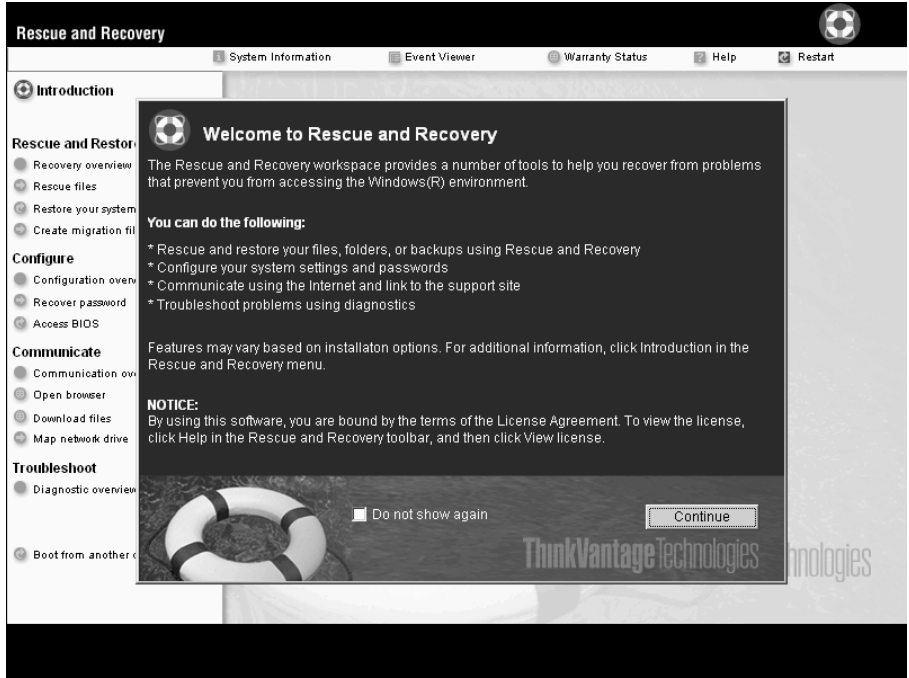 Rescue and Recovery
System Information Event Viewer Warranty Status Help Restart
Introduction
Rescue and Restor
Recovery overview
Rescue files
Restore your system
Create migration fil
Configure
Configuration overv
Recover password
Access BIOS
Communicate
Communication ov
Open browser
Download files
Map network drive
Troubleshoot
Diagnostic overview
Boot from another
Welcome to Rescue and Recovery
The Rescue and Recovery workspace provides a number of tools to help you recover from problems
that prevent you from accessing the Windows(R) environment.
You can do the following:
* Rescue and restore your files, folders, or backups using Rescue and Recovery
* Configure your system settings and passwords
* Communicate using the Internet and link to the support site
* Troubleshoot problems using diagnostics
Features may vary based on installaton options. For additional information, click Introduction in the
Rescue and Recovery menu.
NOTICE:
By using this software, you are bound by the terms of the License Agreement. To view the license,
click Help in the Rescue and Recovery toolbar, and then click View license.
Do not show again
Continue
ThinkVantage Technologies
hnologies